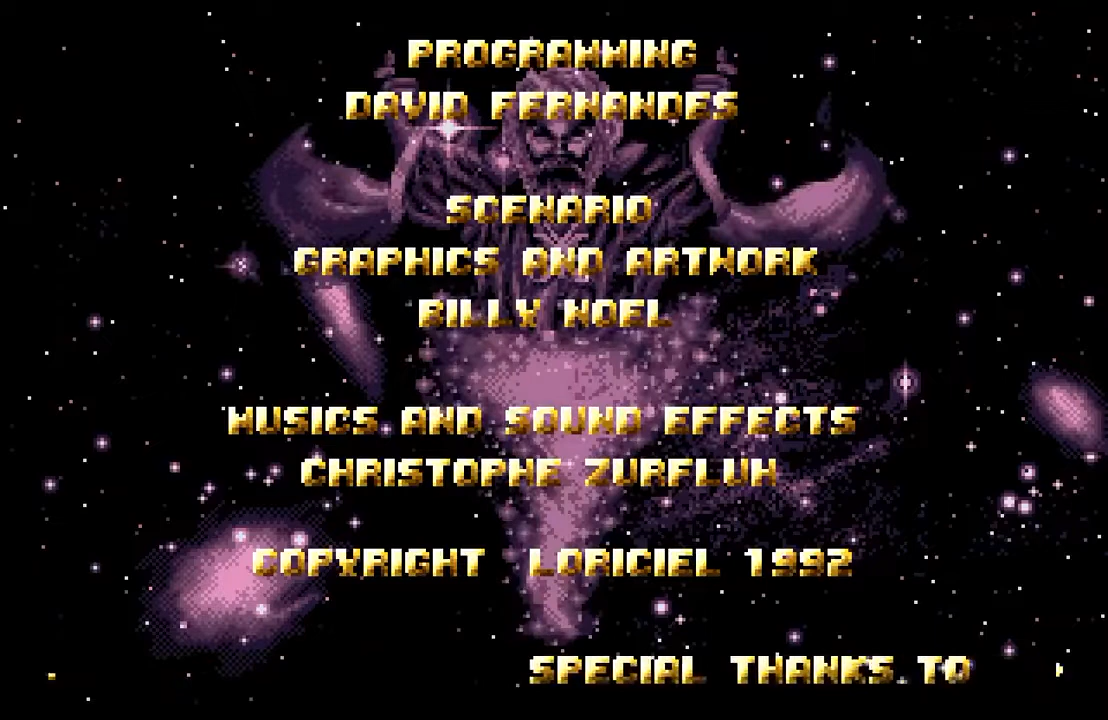 PROGRAMMING
DAVID FERNANDES
SCENARIO
GRAPHICS AND ARTWORK
BILLY NOEL
MUSICS AND SOUND EFFECTS
CHRISTOPHE ZURFLUH
COPYRIGHT LORICIEL 1992
SPECIAL THANKS TO